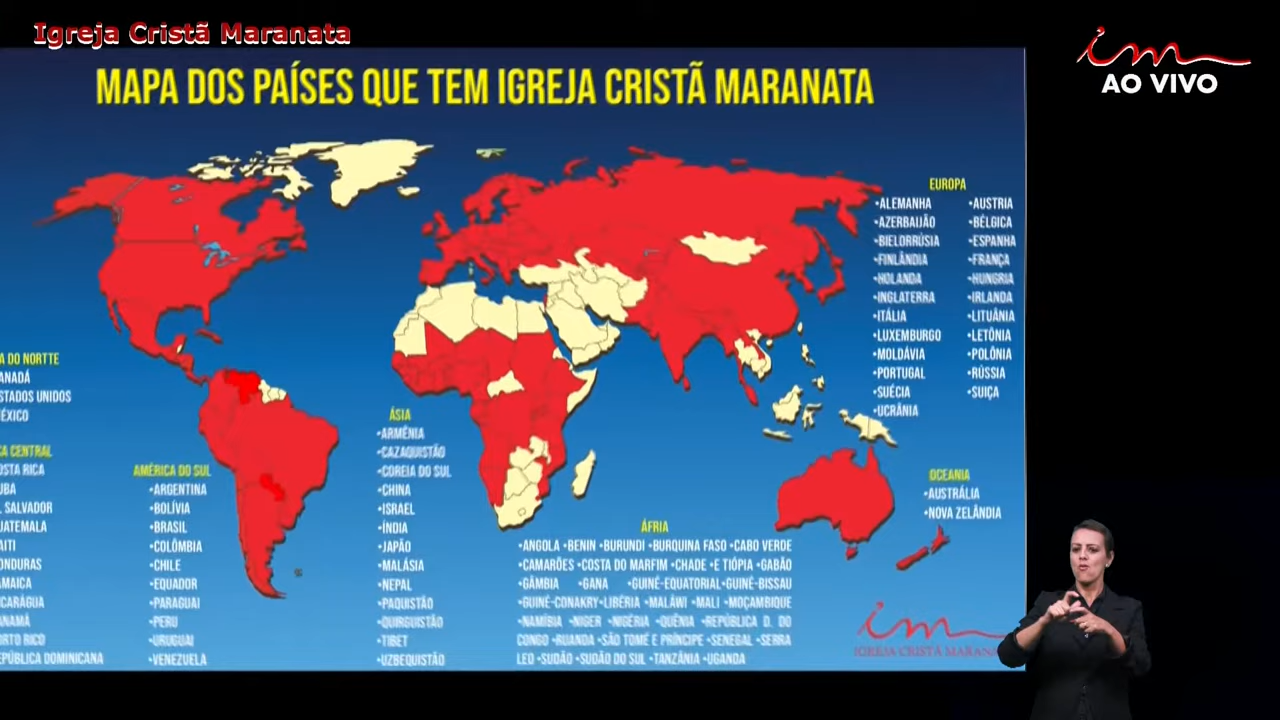 Igreja Cristã Maranata
AO VIVO
MAPA DOS PAÍSES QUE TEM IGREJA CRISTÃ MARANATA
A DO NORTTE
ANADÁ
STADOS UNIDOS
ÉXICO
CA CENTRAL
OSTA RICA
UBA
L SALVADOR
UATEMALA
AITI
ONDURAS
AMAICA
ICARÁGUA
ANAMÁ
ORTO RICO
EPÚBLICA DOMINICANA
AMÉRICA DO SUL
•ARGENTINA
•BOLÍVIA
•BRASIL
•COLÔMBIA
•CHILE
•EQUADOR
•PARAGUAI
•PERU
•URUGUAI
•VENEZUELA
ÁSIA
•ARMÊNIA
•CAZAQUISTÃO
•COREIA DO SUL
•CHINA
•ISRAEL
•ÍNDIA
•JAPÃO
•MALÁSIA
•NEPAL
•PAQUISTÃO
•QUIRGUISTÃO
•TIBET
•UZBEQUISTÃO
ÁFRIA
•ANGOLA •BENIN •BURUNDI •BURQUINA FASO •CABO VERDE
•CAMARÕES •COSTA DO MARFIM •CHADE •E TIÓPIA •GABÃO
•GÂMBIA •GANA •GUINÉ-EQUATORIAL•GUINÉ-BISSAU
•GUINÉ-CONAKRY•LIBÉRIA •MALÁWI •MALI •MOÇAMBIQUE
•NAMÍBIA •NIGER •NIGÉRIA •QUÊNIA •REPÚBLICA D. DO
CONGO •RUANDA •SÃO TOMÉ E PRÍNCIPE •SENEGAL •SERRA
LEO •SUDÃO •SUDÃO DO SUL •TANZÂNIA •UGANDA
EUROPA
•ALEMANHA •AUSTRIA
•AZERBAIJÃO •BÉLGICA
•BIELORRÚSIA •ESPANHA
•FINLÂNDIA •FRANÇA
•HOLANDA •HUNGRIA
•INGLATERRA •IRLANDA
•ITÁLIA •LITUÂNIA
•LUXEMBURGO •LETÔNIA
•MOLDÁVIA •POLÔNIA
•PORTUGAL •RÚSSIA
•SUÉCIA •SUIÇA
•UCRÂNIA
OCEANIA
•AUSTRÁLIA
•NOVA ZELÂNDIA
im
IGREJA CRISTÃ MARANA